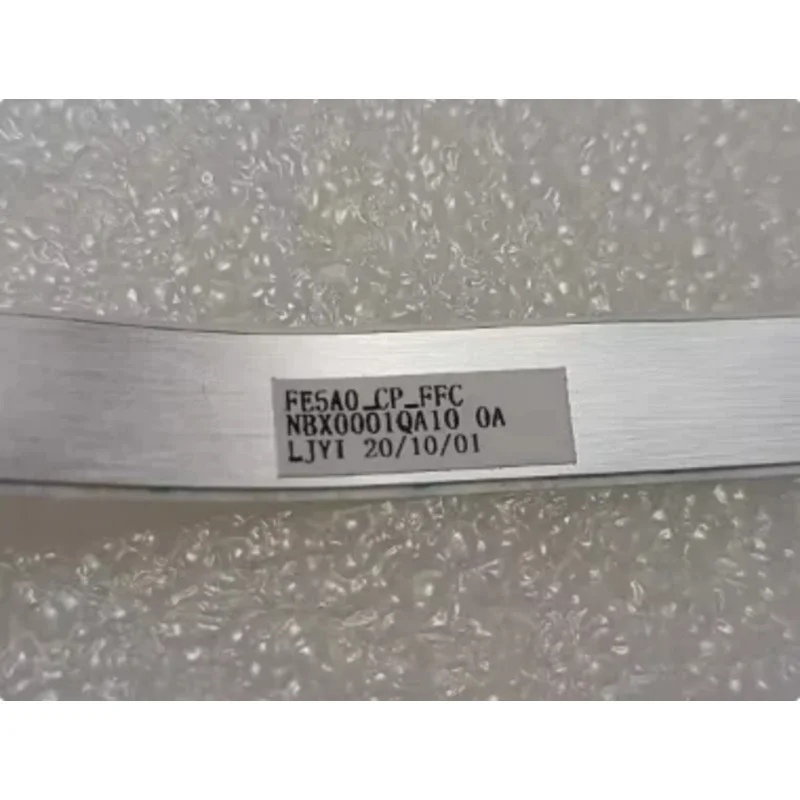 FE5A0_CP_FFC
NBX0001QA10 0A
LJYI 20/10/01